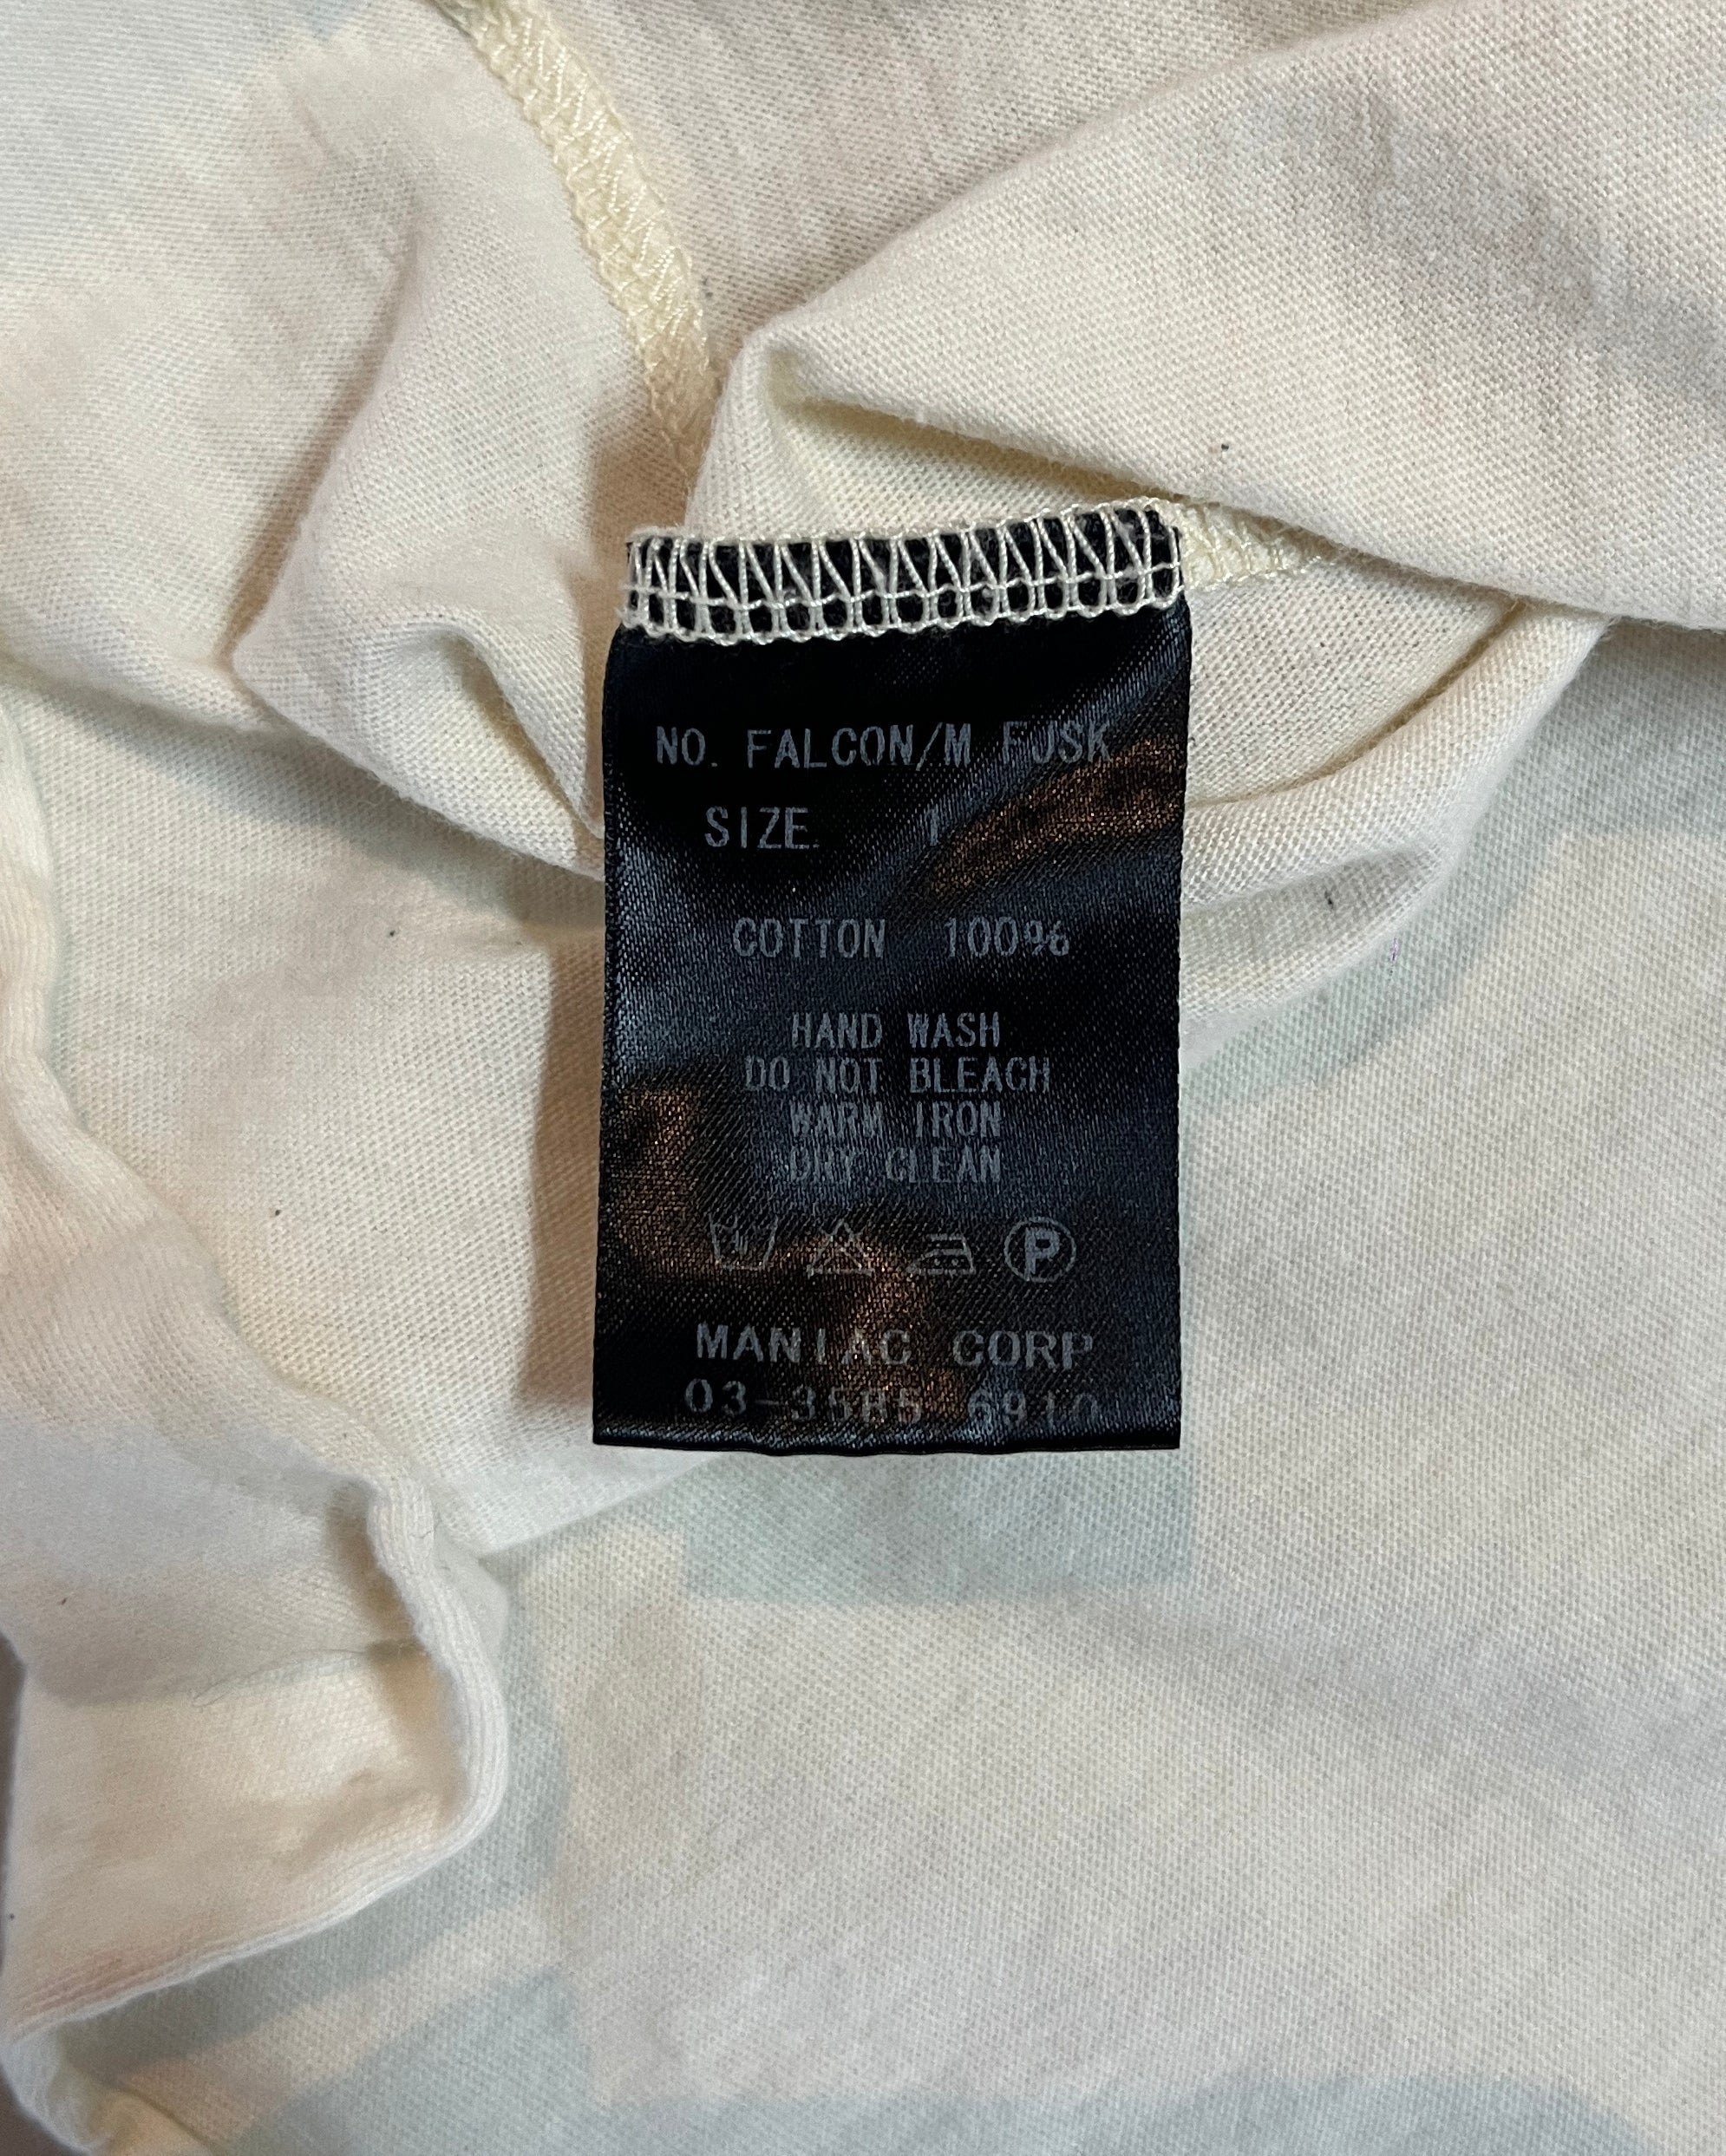 NO. FALCON/M FUSK
SIZE. 1
COTTON 100%
HAND WASH
DO NOT BLEACH
WARM IRON
DRY CLEAN
P
MANIAC CORP
03-3585 6910